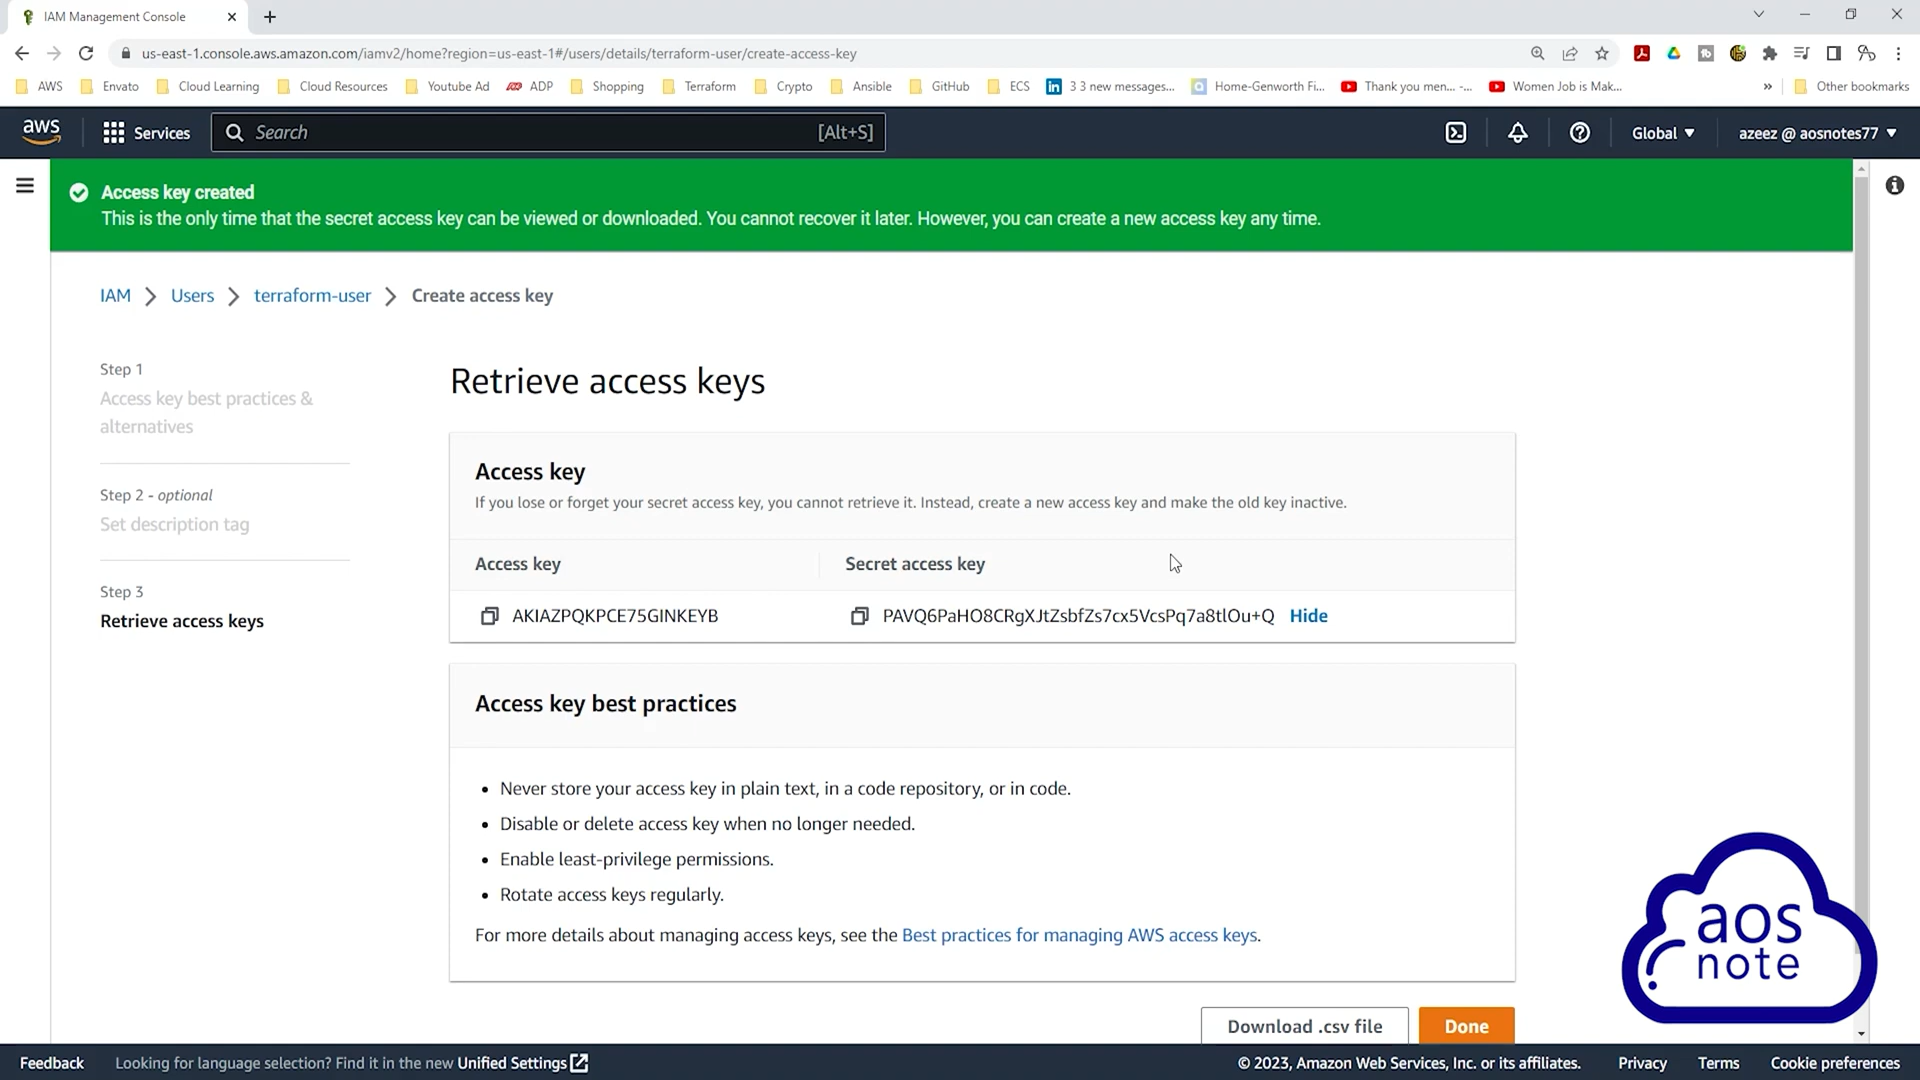 IAM Management Console
us-east-1.console.aws.amazon.com/iamv2/home?region=us-east-1#/users/details/terraform-user/create-access-key
AWS Envato Cloud Learning Cloud Resources Youtube Ad ADP Shopping Terraform Crypto Ansible GitHub ECS 3 3 new messages... Home-Genworth Fi... Thank you men... -... Women Job is Mak... » Other bookmarks
aws Services Search [Alt+S] Global azeez @ aosnotes77
Access key created
This is the only time that the secret access key can be viewed or downloaded. You cannot recover it later. However, you can create a new access key any time.
IAM Users terraform-user Create access key
Step 1
Access key best practices &
alternatives
Step 2 - optional
Set description tag
Step 3
Retrieve access keys
Retrieve access keys
Access key
If you lose or forget your secret access key, you cannot retrieve it. Instead, create a new access key and make the old key inactive.
Access key Secret access key
AKIAZPQKPCE75GINKEYB PAVQ6PaHO8CRgXJtZsbfZs7cx5VcsPq7a8tlOu+Q Hide
Access key best practices
• Never store your access key in plain text, in a code repository, or in code.
• Disable or delete access key when no longer needed.
• Enable least-privilege permissions.
• Rotate access keys regularly.
For more details about managing access keys, see the Best practices for managing AWS access keys.
Download .csv file Done
aos
note
Feedback Looking for language selection? Find it in the new Unified Settings © 2023, Amazon Web Services, Inc. or its affiliates. Privacy Terms Cookie preferences